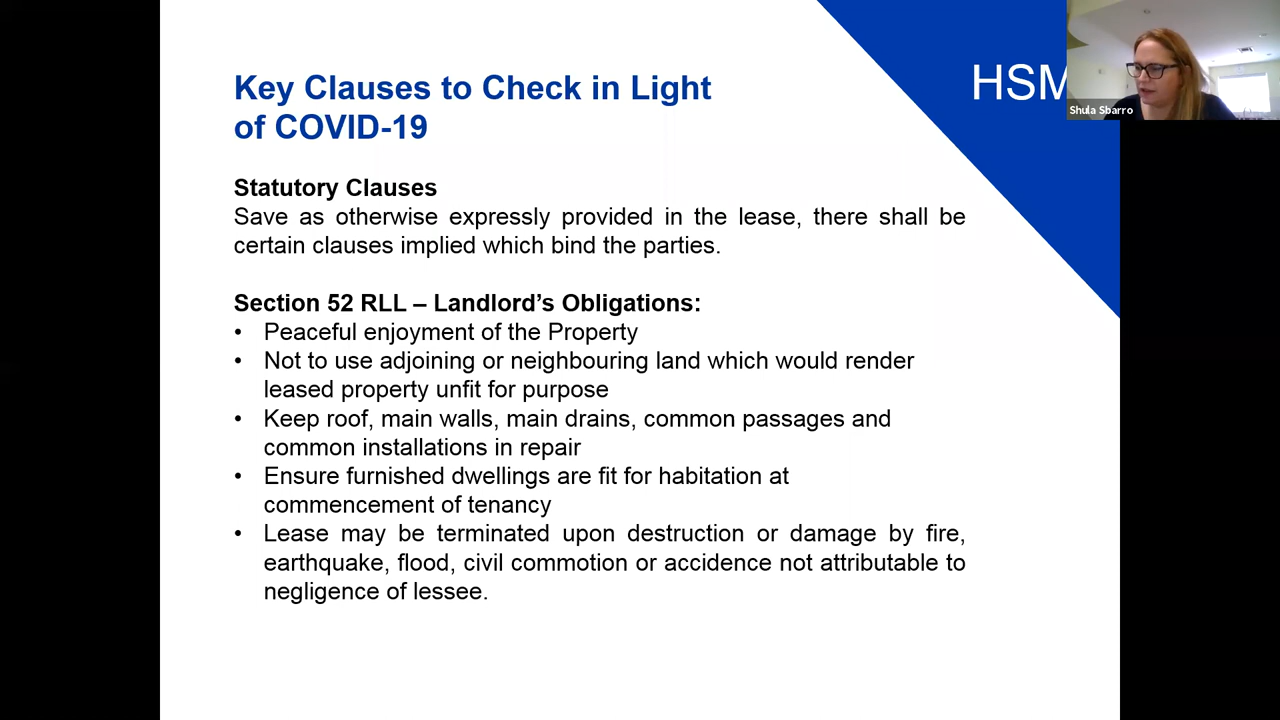 Key Clauses to Check in Light
of COVID-19
HSM
Shula Sbarro
Statutory Clauses
Save as otherwise expressly provided in the lease, there shall be
certain clauses implied which bind the parties.
Section 52 RLL – Landlord’s Obligations:
• Peaceful enjoyment of the Property
• Not to use adjoining or neighbouring land which would render
leased property unfit for purpose
• Keep roof, main walls, main drains, common passages and
common installations in repair
• Ensure furnished dwellings are fit for habitation at
commencement of tenancy
• Lease may be terminated upon destruction or damage by fire,
earthquake, flood, civil commotion or accidence not attributable to
negligence of lessee.